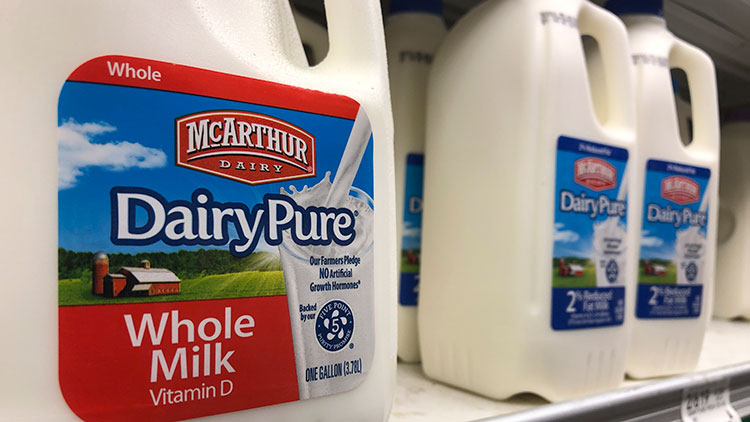 Whole
McARTHUR
DAIRY
DairyPure®
Our Farmers Pledge
NO Artificial
Growth Hormones*
Backed
by our
FIVE POINT
5
PURITY PROMISE
Whole
Milk
Vitamin D
ONE GALLON (3.78L)
McARTHUR
DairyPure
2% Reduced
Fat Milk
McARTHUR
DairyPure
2% Reduced
Fat Milk